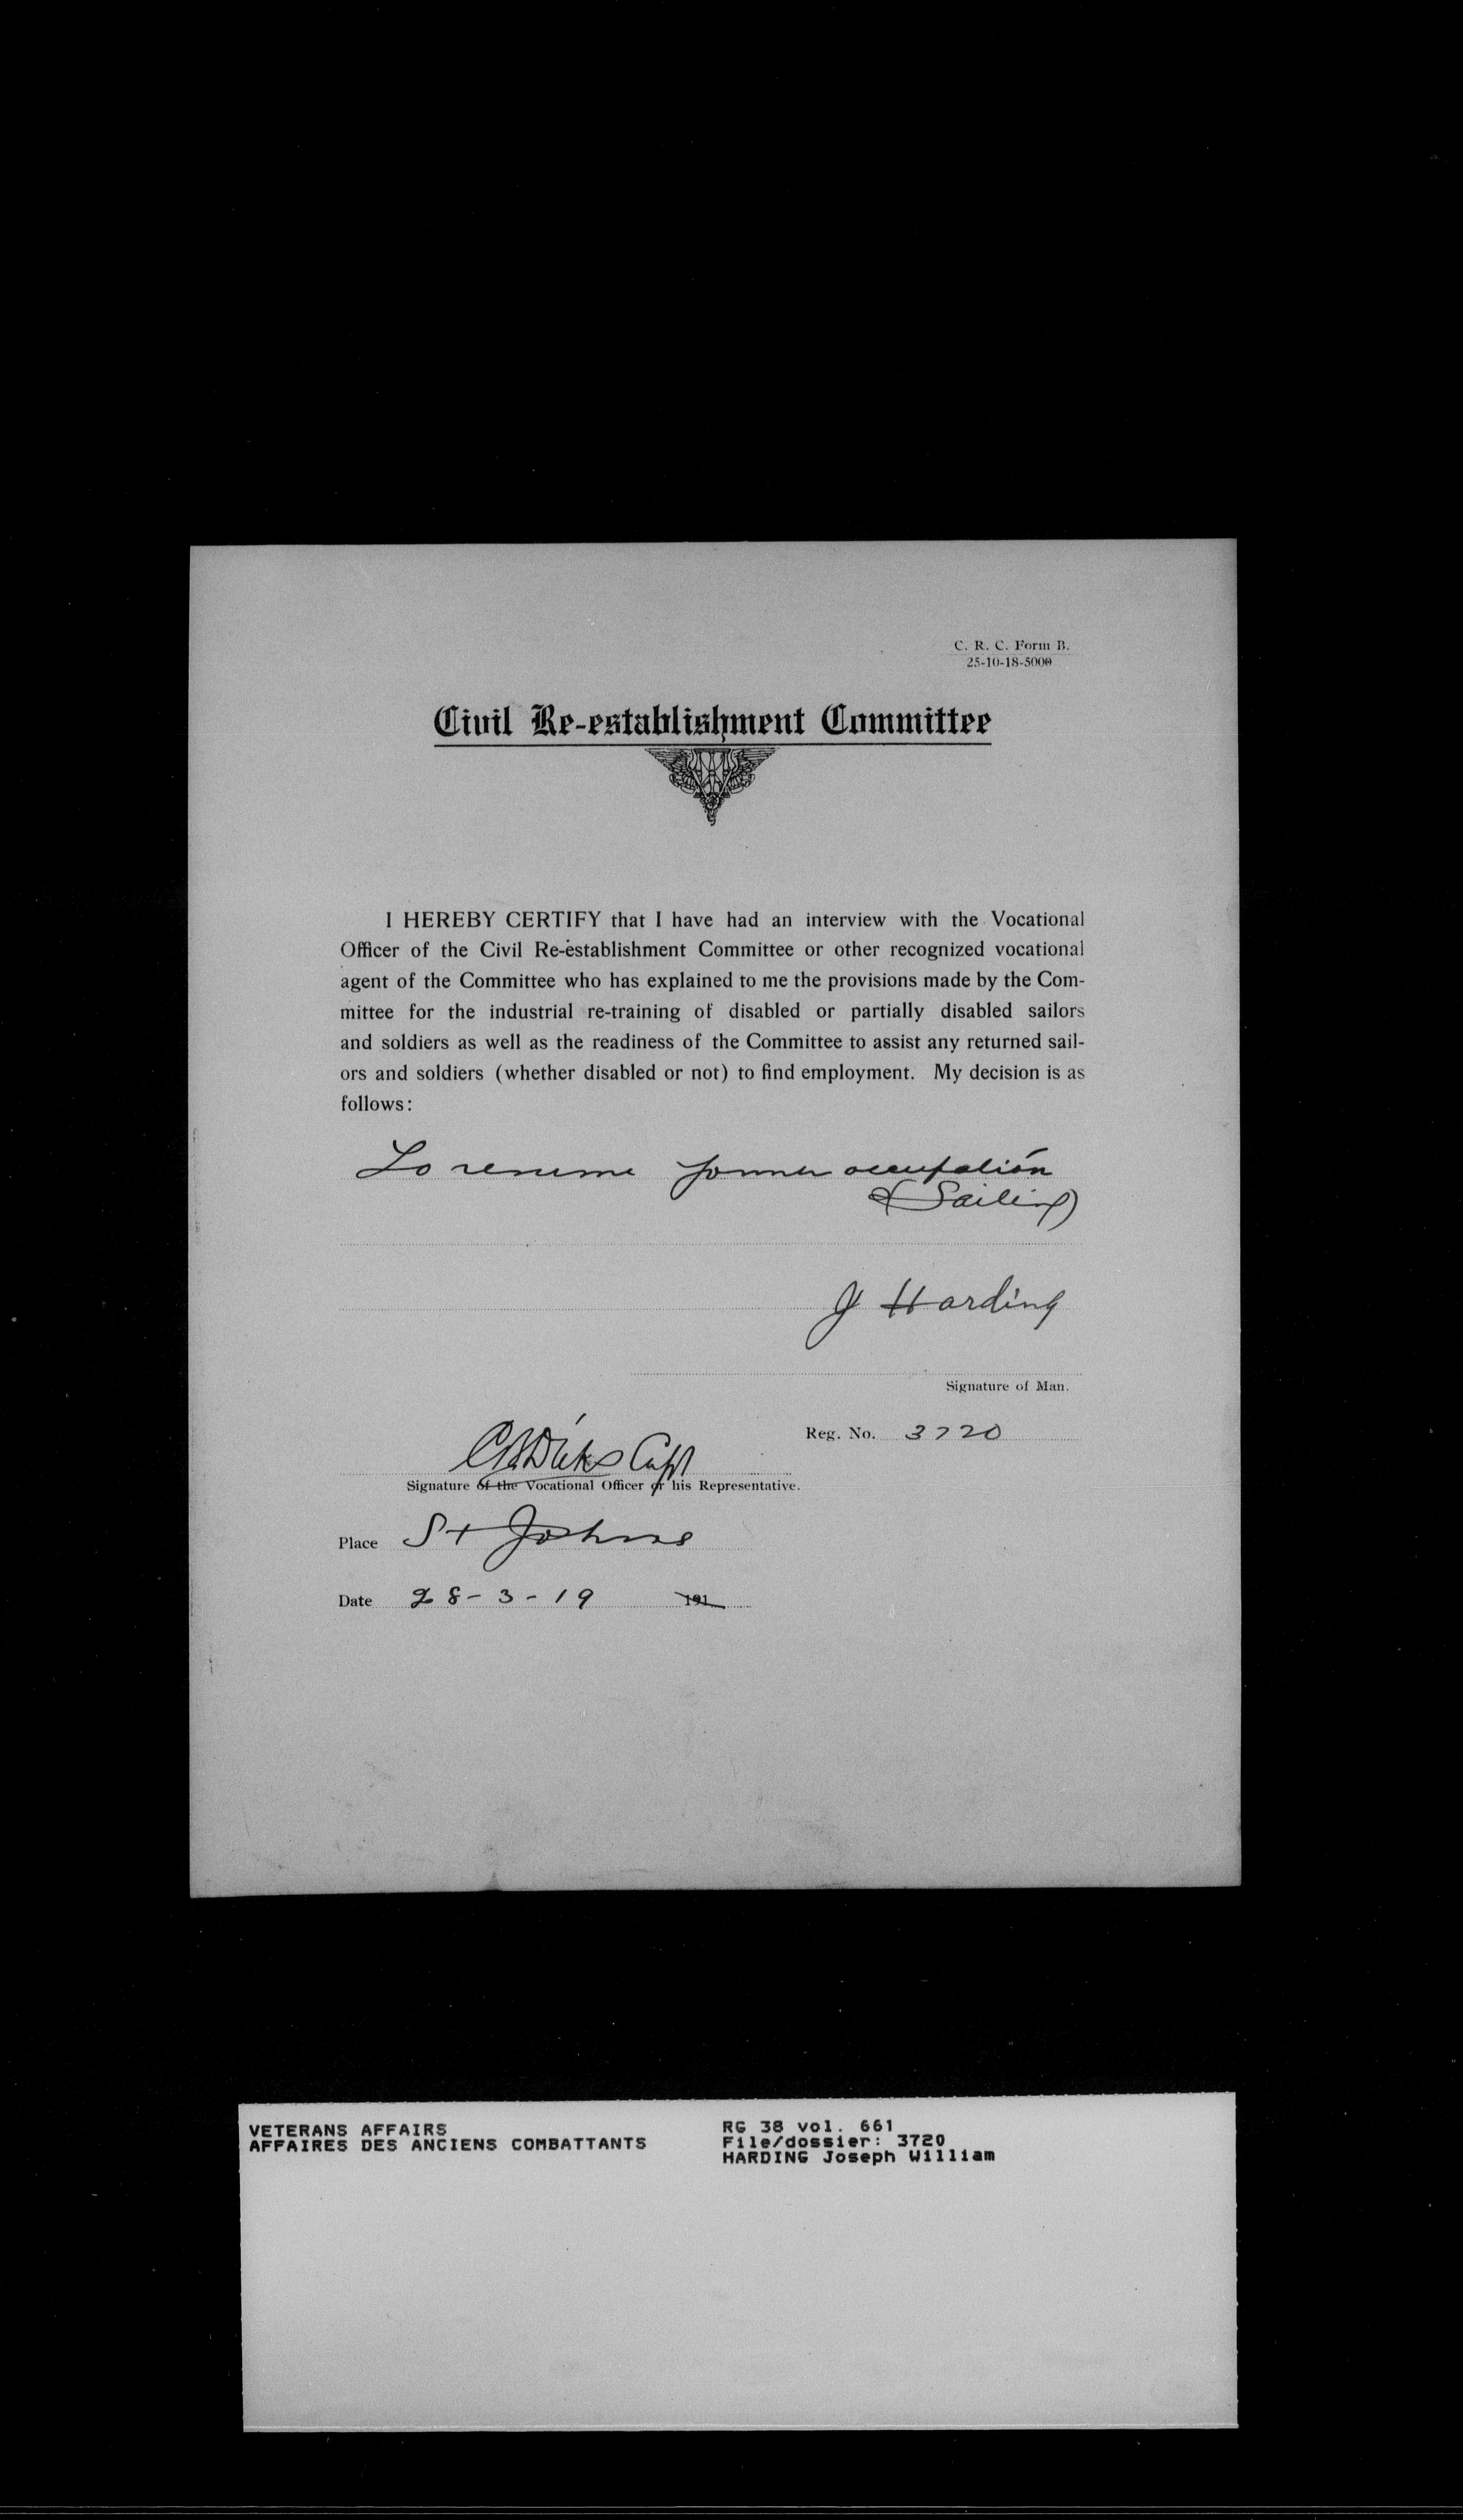 C. R. C. Form B.
25-10-18-5000
Civil Re-establishment Committee
I HEREBY CERTIFY that I have had an interview with the Vocational
Officer of the Civil Re-establishment Committee or other recognized vocational
agent of the Committee who has explained to me the provisions made by the Com-
mittee for the industrial re-training of disabled or partially disabled sailors
and soldiers as well as the readiness of the Committee to assist any returned sail-
ors and soldiers (whether disabled or not) to find employment. My decision is as
follows:
To resume former occupation
(Sailing)
J Harding
Signature of Man.
Reg. No. 3720
Capt
Signature of the Vocational Officer or his Representative.
Place St Johns
Date 28-3-19 191
VETERANS AFFAIRS
AFFAIRES DES ANCIENS COMBATTANTS
RG 38 vol. 661
File/dossier: 3720
HARDING Joseph William